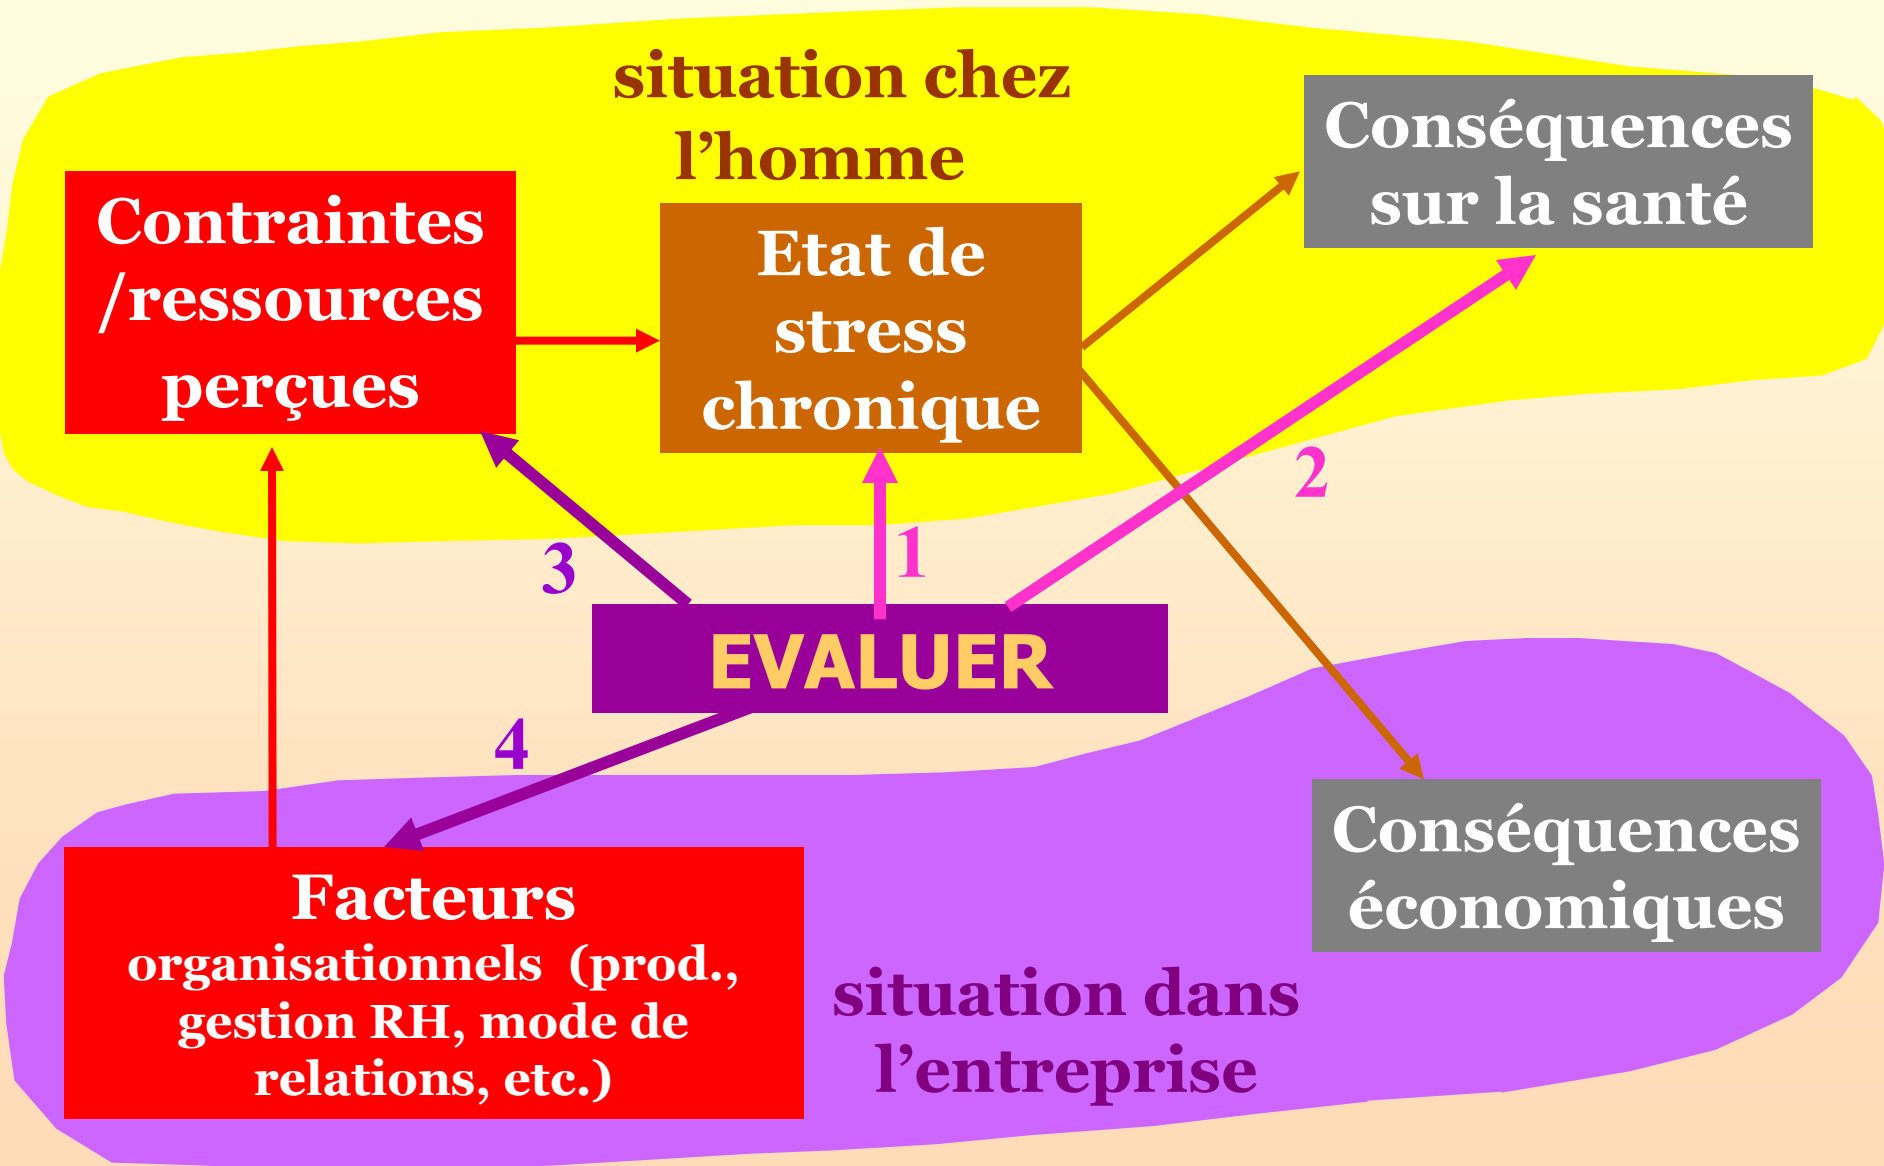 situation chez
l’homme
Conséquences
sur la santé
Contraintes
/ressources
perçues
Etat de
stress
chronique
2
1
3
EVALUER
4
Conséquences
économiques
Facteurs
organisationnels  (prod.,
gestion RH, mode de
relations, etc.)
situation dans
l’entreprise